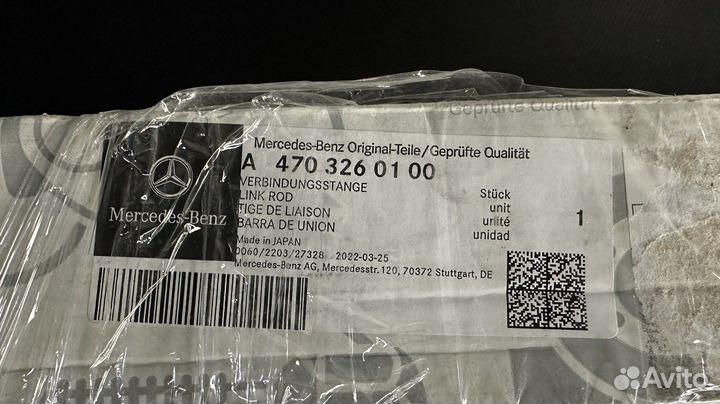 Geprüfte Qualität
Mercedes-Benz Original-Teile/Geprüfte Qualität
A 470 326 01 00
VERBINDUNGSSTANGE
LINK ROD
TIGE DE LIAISON
BARRA DE UNION
Stück
unit
unité
unidad
1
Made in JAPAN
0060/2203/27328 2022-03-25
Mercedes-Benz AG, Mercedesstr.120, 70372 Stuttgart, DE
Mercedes-Benz
Avito